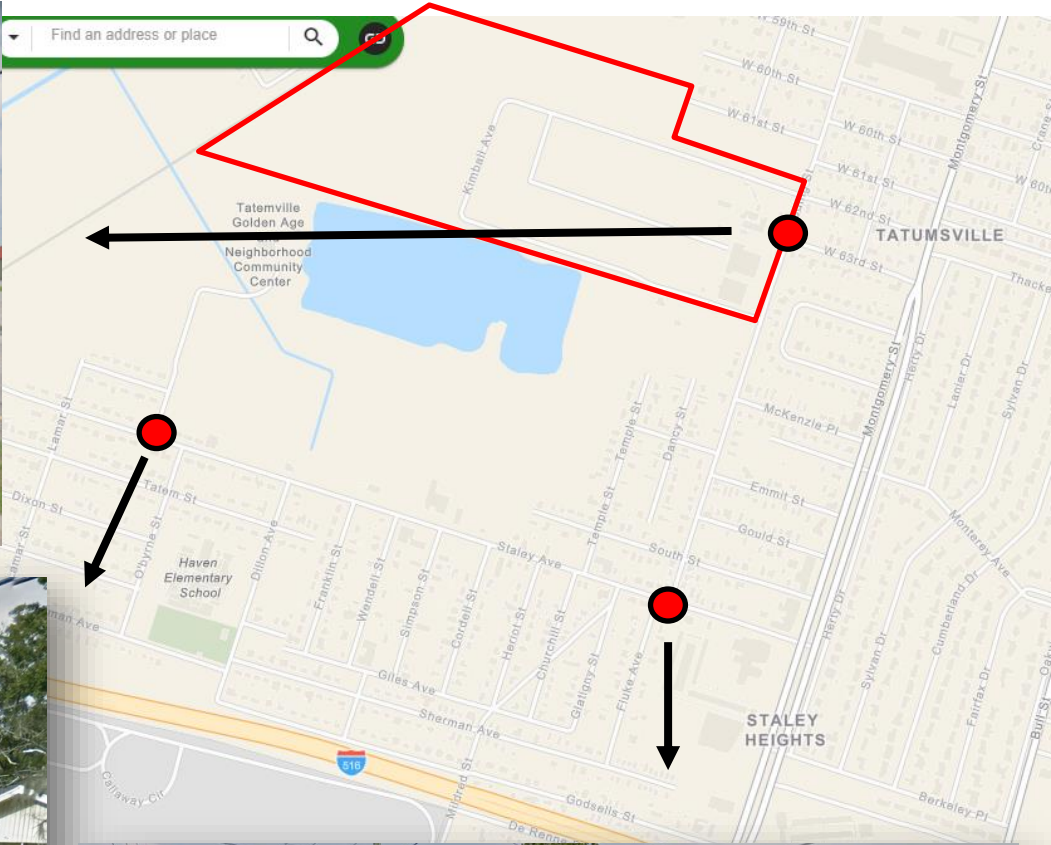 Find an address or place
W 59th St
W 60th St
W 61st St
W 60th St
Montgomery St
W 61st St
W 60th
W 62nd St
Kimball Ave
TATUMSVILLE
W 63rd St
Tatemville
Golden Age
and
Neighborhood
Community
Center
Thacke
Montgomery St
Herty Dr
Lanier Dr
Sylvan Dr
McKenzie Pl
Lamar St
Temple St
Dancy St
Tatem St
Emmit St
Dixon St
Gould St
O'byrne St
Dillon Ave
Temple St
Monterey Ave
Staley Ave
South St
Haven
Elementary
School
Franklin St
Wendell St
Simpson St
Cordell St
Heriot St
Churchill St
Glatigny St
Fluke Ave
Herty Dr
Sylvan Dr
Cumberland Dr
Fairfax Dr
Bull St
man Ave
Giles Ave
Sherman Ave
STALEY
HEIGHTS
516
Callaway Cir
Mildred St
Godsells St
De Renne
Berkeley Pl